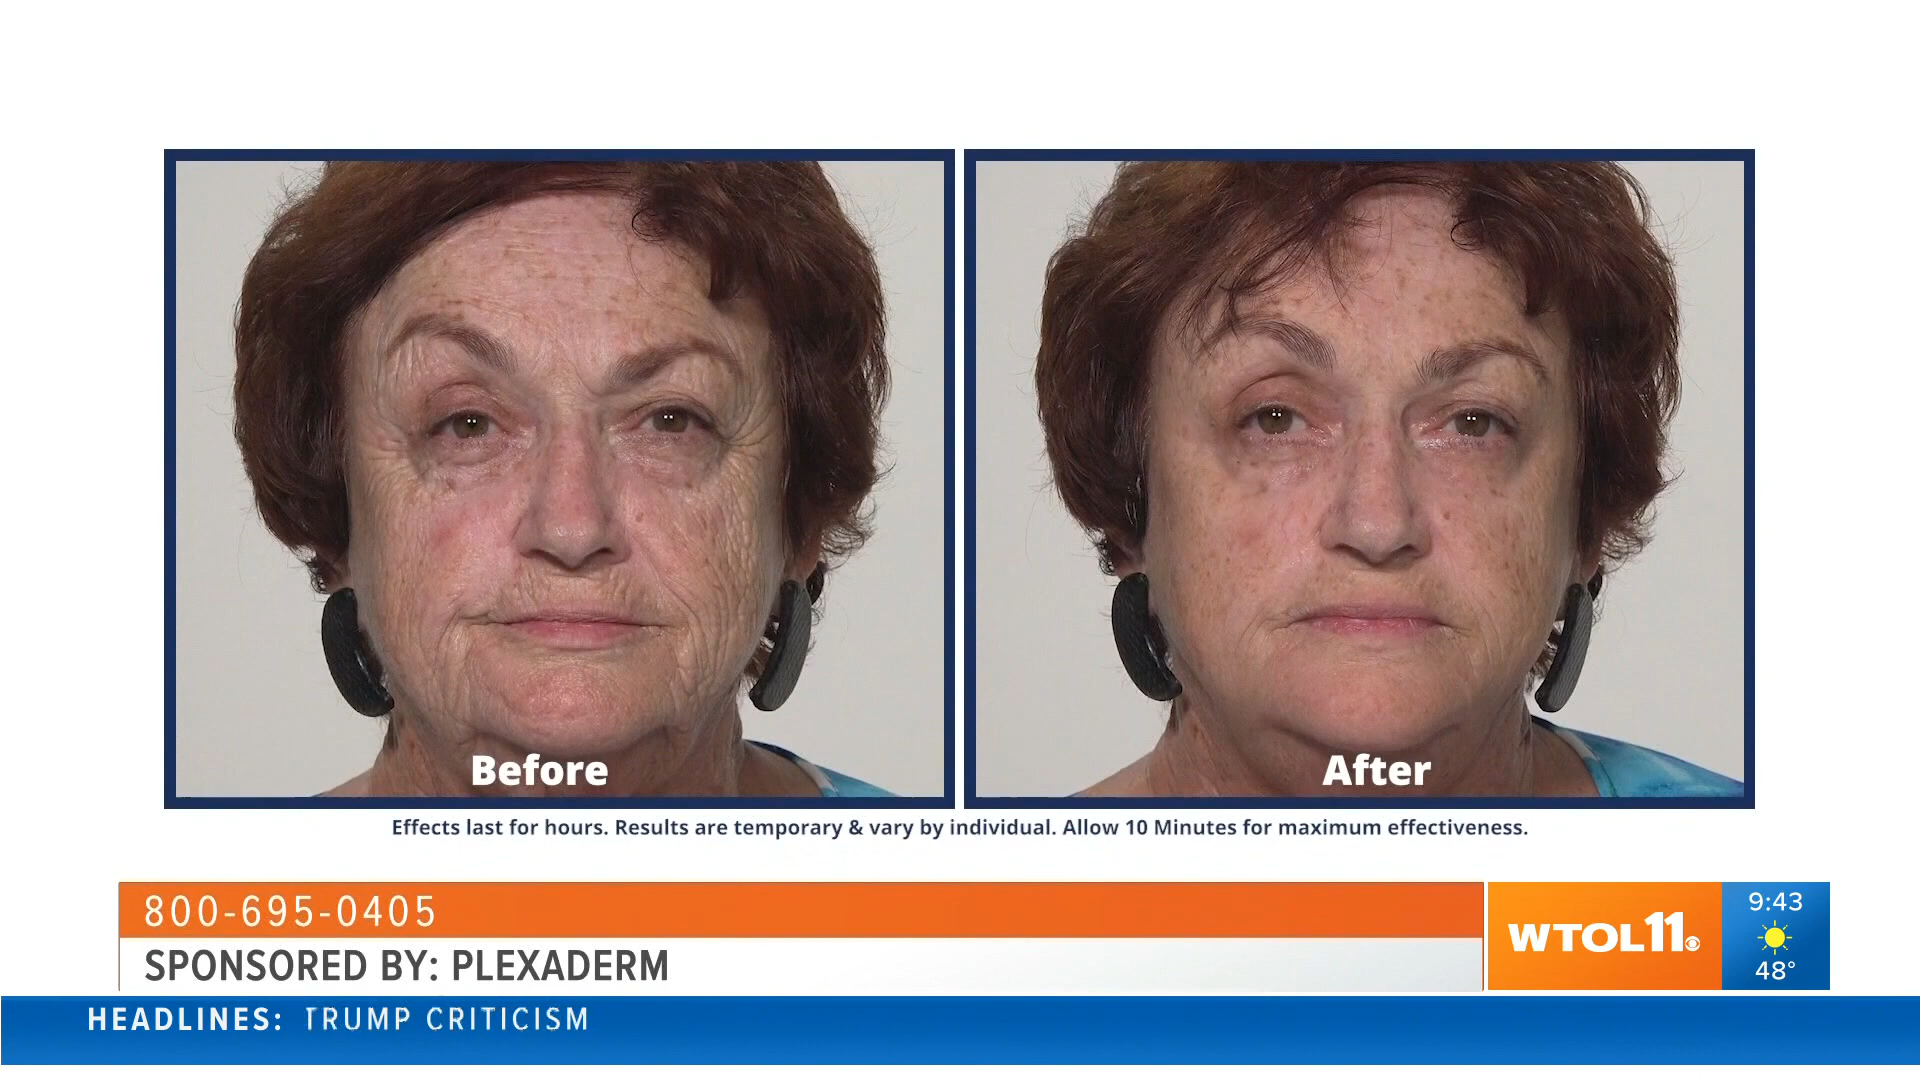 Before
After
Effects last for hours. Results are temporary & vary by individual. Allow 10 Minutes for maximum effectiveness.
800-695-0405
SPONSORED BY: PLEXADERM
WTOL11
9:43
48°
HEADLINES: TRUMP CRITICISM